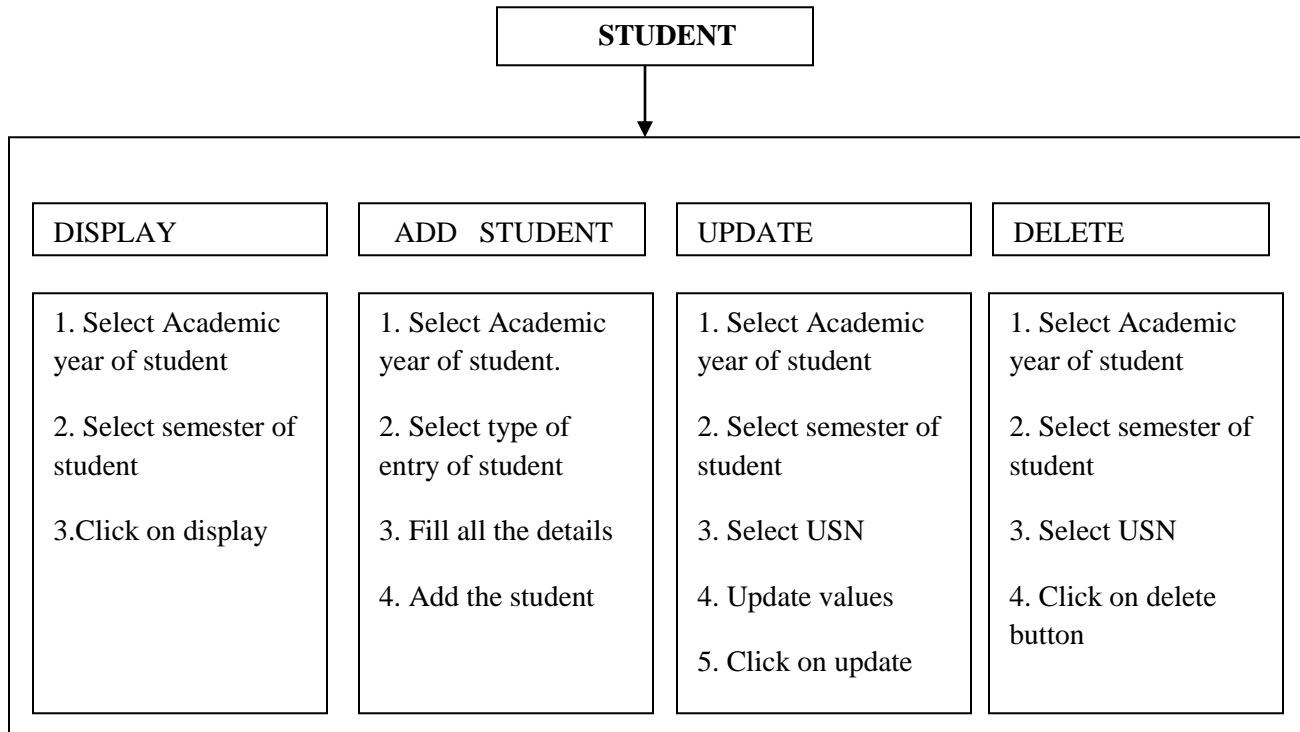 STUDENT
DISPLAY
ADD STUDENT
UPDATE
DELETE
1. Select Academic
year of student
2. Select semester of
student
3.Click on display
1. Select Academic
year of student.
2. Select type of
entry of student
3. Fill all the details
4. Add the student
1. Select Academic
year of student
2. Select semester of
student
3. Select USN
4. Update values
5. Click on update
1. Select Academic
year of student
2. Select semester of
student
3. Select USN
4. Click on delete
button